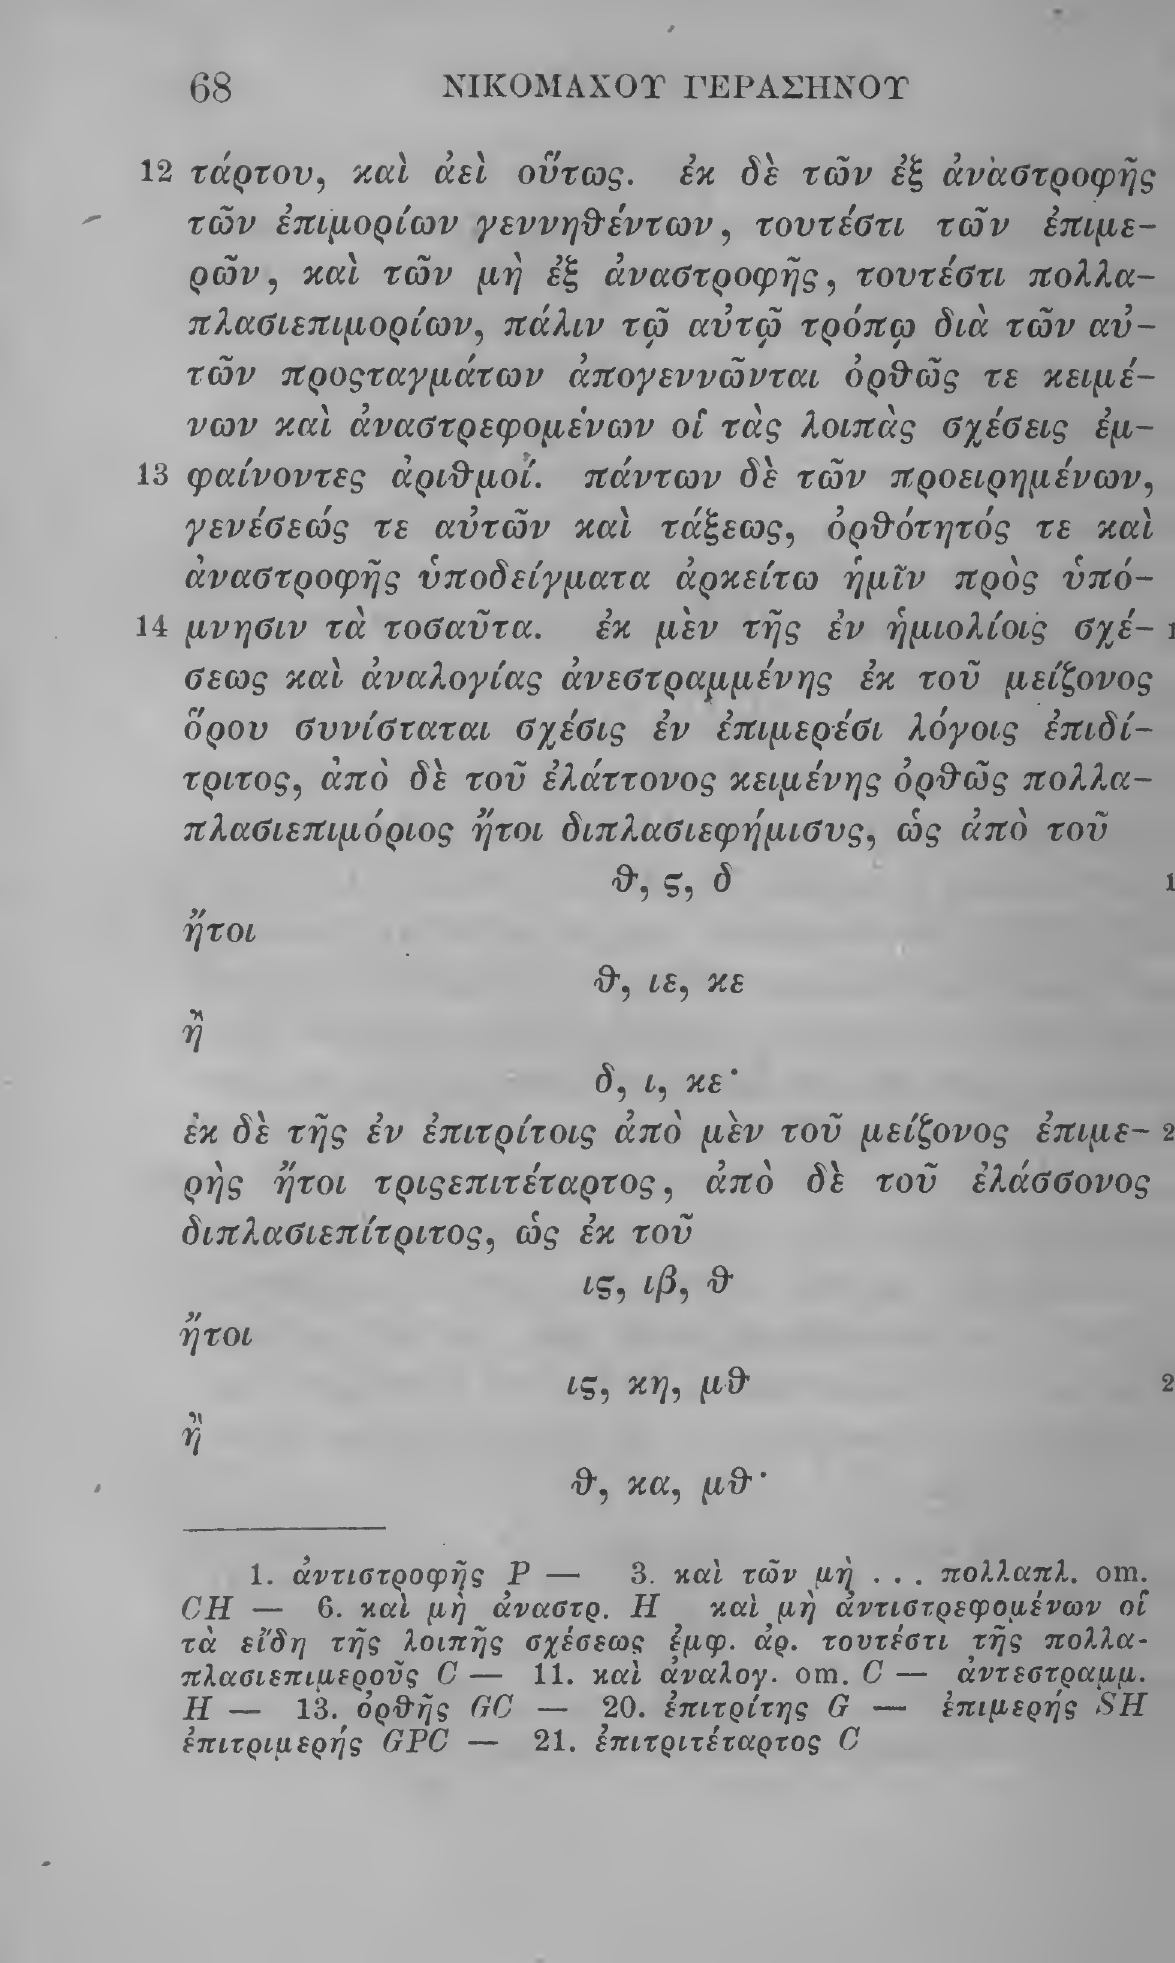 68 ΝΙΚΟΜΑΧΟΥ ΓΕΡΑΣΗΝΟΥ
12 τάρτου, καὶ ἀεὶ οὕτως. ἐκ δὲ τῶν ἐξ ἀναστροφῆς
τῶν ἐπιμορίων γεννηθέντων, τουτέστι τῶν ἐπιμε-
ρῶν, καὶ τῶν μὴ ἐξ ἀναστροφῆς, τουτέστι πολλα-
πλασιεπιμορίων, πάλιν τῷ αὐτῷ τρόπῳ διὰ τῶν αὐ-
τῶν προςταγμάτων ἀπογεννῶνται ὀρθῶς τε κειμέ-
νων καὶ ἀναστρεφομένων οἱ τὰς λοιπὰς σχέσεις ἐμ-
13 φαίνοντες ἀριθμοί. πάντων δὲ τῶν προειρημένων,
γενέσεώς τε αὐτῶν καὶ τάξεως, ὀρθότητός τε καὶ
ἀναστροφῆς ὑποδείγματα ἀρκείτω ἡμῖν πρὸς ὑπό-
14 μνησιν τὰ τοσαῦτα. ἐκ μὲν τῆς ἐν ἡμιολίοις σχέ- 1
σεως καὶ ἀναλογίας ἀνεστραμμένης ἐκ τοῦ μείζονος
ὅρου συνίσταται σχέσις ἐν ἐπιμερέσι λόγοις ἐπιδί-
τριτος, ἀπὸ δὲ τοῦ ἐλάττονος κειμένης ὀρθῶς πολλα-
πλασιεπιμόριος ἤτοι διπλασιεφήμισυς, ὡς ἀπὸ τοῦ
θ, ϛ, δ 1
ἤτοι
θ, ιε, κε
ἢ
δ, ι, κε·
ἐκ δὲ τῆς ἐν ἐπιτρίτοις ἀπὸ μὲν τοῦ μείζονος ἐπιμε- 2
ρὴς ἤτοι τριςεπιτέταρτος, ἀπὸ δὲ τοῦ ἐλάσσονος
διπλασιεπίτριτος, ὡς ἐκ τοῦ
ιϛ, ιβ, θ
ἤτοι
ιϛ, κη, μθ 2
ἢ
θ, κα, μθ·
1. ἀντιστροφῆς P — 3. καὶ τῶν μὴ . . . πολλαπλ. om.
CH — 6. καὶ μὴ ἀναστρ. H καὶ μὴ ἀντιστρεφομένων οἱ
τὰ εἴδη τῆς λοιπῆς σχέσεως ἐμφ. ἀρ. τουτέστι τῆς πολλα-
πλασιεπιμεροῦς C — 11. καὶ ἀναλογ. om. C — ἀντεστραμμ.
H — 13. ὀρθῆς GC — 20. ἐπιτρίτης G — ἐπιμερής SH
ἐπιτριμερής GPC — 21. ἐπιτριτέταρτος C